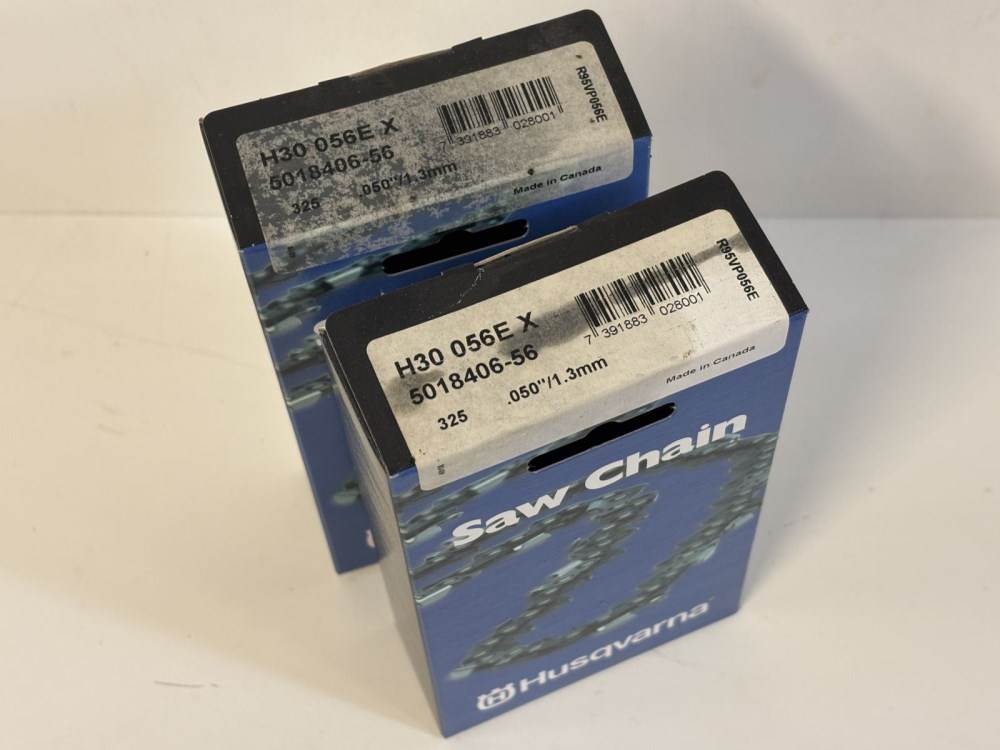 H30 056E X
5018406-56
325 .050"/1.3mm
7 391883 028001
R95VP056E
Made in Canada
H30 056E X
5018406-56
325 .050"/1.3mm
7 391883 028001
R95VP056E
Made in Canada
Saw Chain
Husqvarna